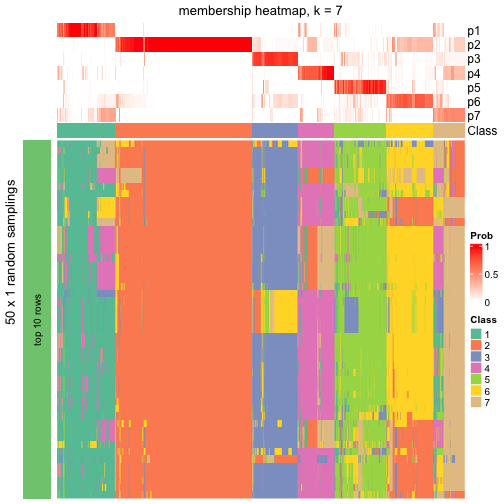 membership heatmap, k = 7
p1
p2
p3
p4
p5
p6
p7
Class
50 x 1 random samplings
top 10 rows
Prob
1
0.5
0
Class
1
2
3
4
5
6
7